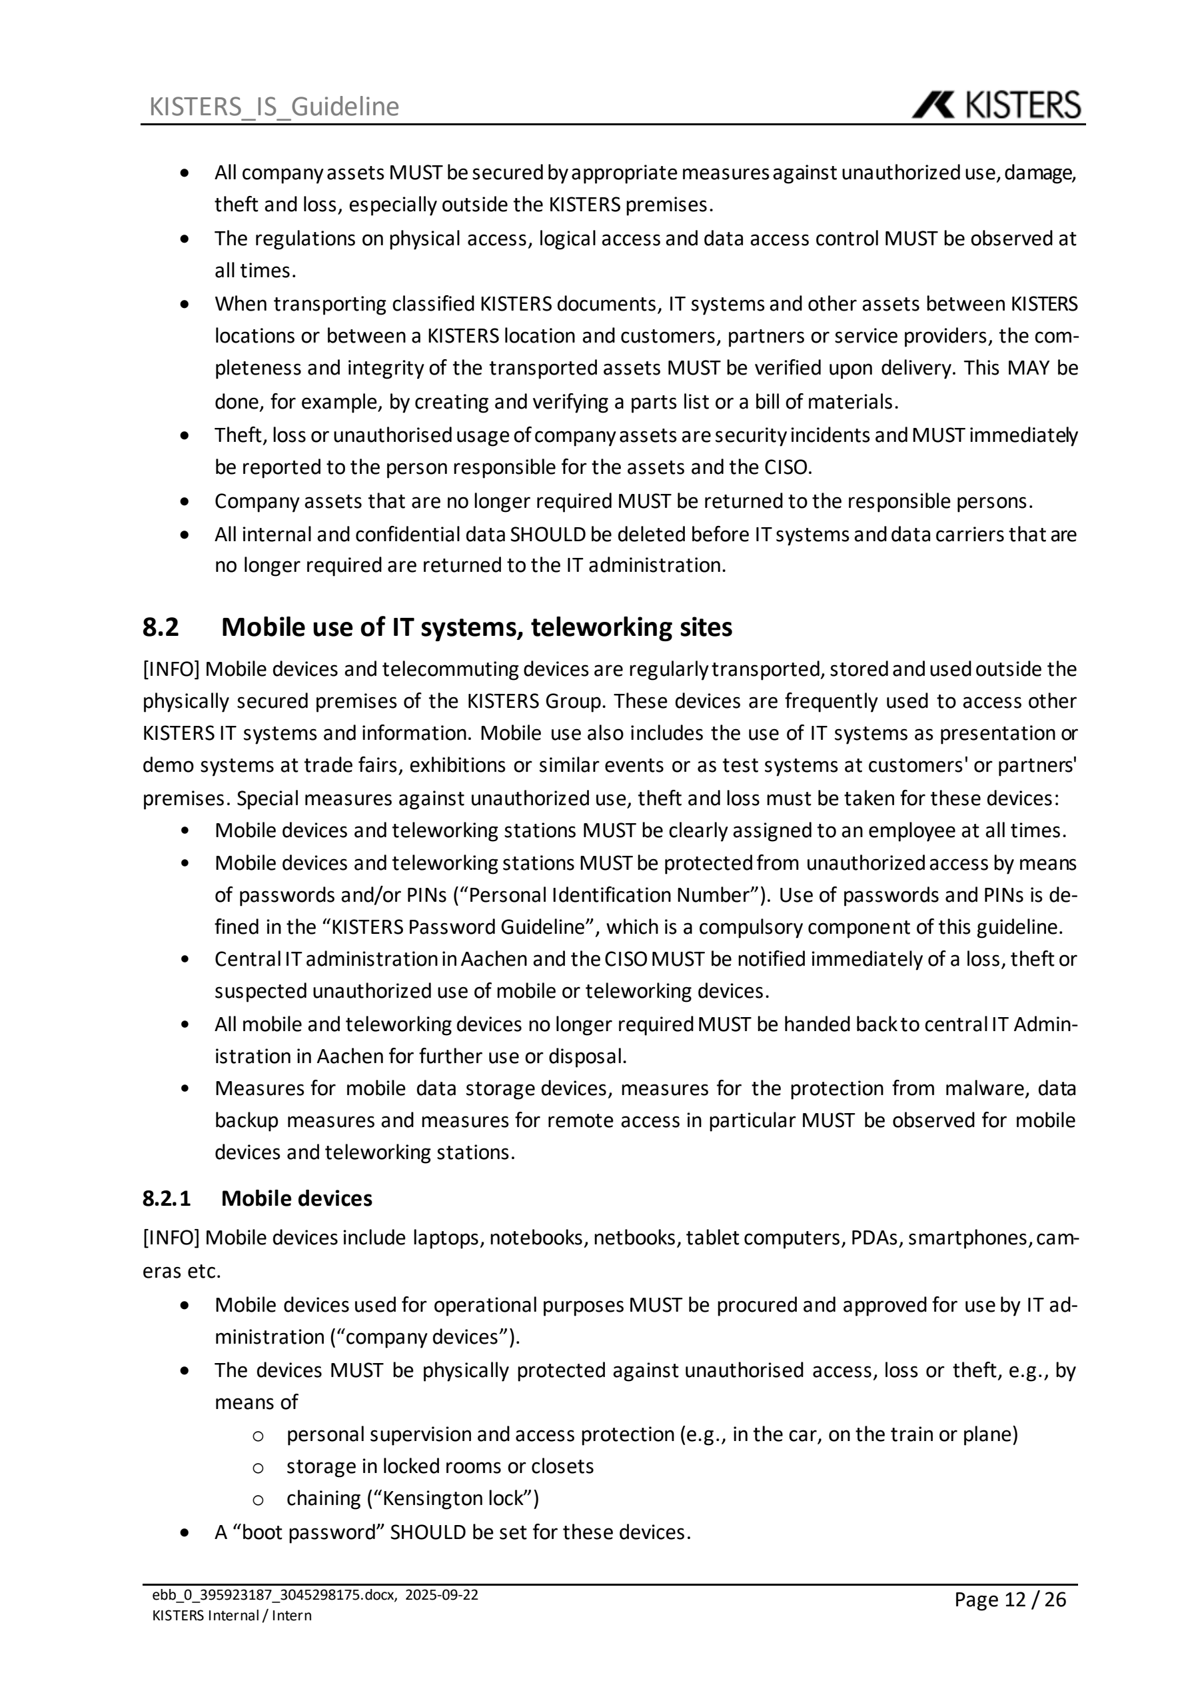 KISTERS_IS_Guideline
KISTERS
• All company assets MUST be secured by appropriate measures against unauthorized use, damage,
theft and loss, especially outside the KISTERS premises.
• The regulations on physical access, logical access and data access control MUST be observed at
all times.
• When transporting classified KISTERS documents, IT systems and other assets between KISTERS
locations or between a KISTERS location and customers, partners or service providers, the com-
pleteness and integrity of the transported assets MUST be verified upon delivery. This MAY be
done, for example, by creating and verifying a parts list or a bill of materials.
• Theft, loss or unauthorised usage of company assets are security incidents and MUST immediately
be reported to the person responsible for the assets and the CISO.
• Company assets that are no longer required MUST be returned to the responsible persons.
• All internal and confidential data SHOULD be deleted before IT systems and data carriers that are
no longer required are returned to the IT administration.
8.2 Mobile use of IT systems, teleworking sites
[INFO] Mobile devices and telecommuting devices are regularly transported, stored and used outside the
physically secured premises of the KISTERS Group. These devices are frequently used to access other
KISTERS IT systems and information. Mobile use also includes the use of IT systems as presentation or
demo systems at trade fairs, exhibitions or similar events or as test systems at customers' or partners'
premises. Special measures against unauthorized use, theft and loss must be taken for these devices:
• Mobile devices and teleworking stations MUST be clearly assigned to an employee at all times.
• Mobile devices and teleworking stations MUST be protected from unauthorized access by means
of passwords and/or PINs (“Personal Identification Number”). Use of passwords and PINs is de-
fined in the “KISTERS Password Guideline”, which is a compulsory component of this guideline.
• Central IT administration in Aachen and the CISO MUST be notified immediately of a loss, theft or
suspected unauthorized use of mobile or teleworking devices.
• All mobile and teleworking devices no longer required MUST be handed back to central IT Admin-
istration in Aachen for further use or disposal.
• Measures for mobile data storage devices, measures for the protection from malware, data
backup measures and measures for remote access in particular MUST be observed for mobile
devices and teleworking stations.
8.2.1 Mobile devices
[INFO] Mobile devices include laptops, notebooks, netbooks, tablet computers, PDAs, smartphones, cam-
eras etc.
• Mobile devices used for operational purposes MUST be procured and approved for use by IT ad-
ministration (“company devices”).
• The devices MUST be physically protected against unauthorised access, loss or theft, e.g., by
means of
o personal supervision and access protection (e.g., in the car, on the train or plane)
o storage in locked rooms or closets
o chaining (“Kensington lock”)
• A “boot password” SHOULD be set for these devices.
ebb_0_395923187_3045298175.docx, 2025-09-22
KISTERS Internal / Intern
Page 12 / 26